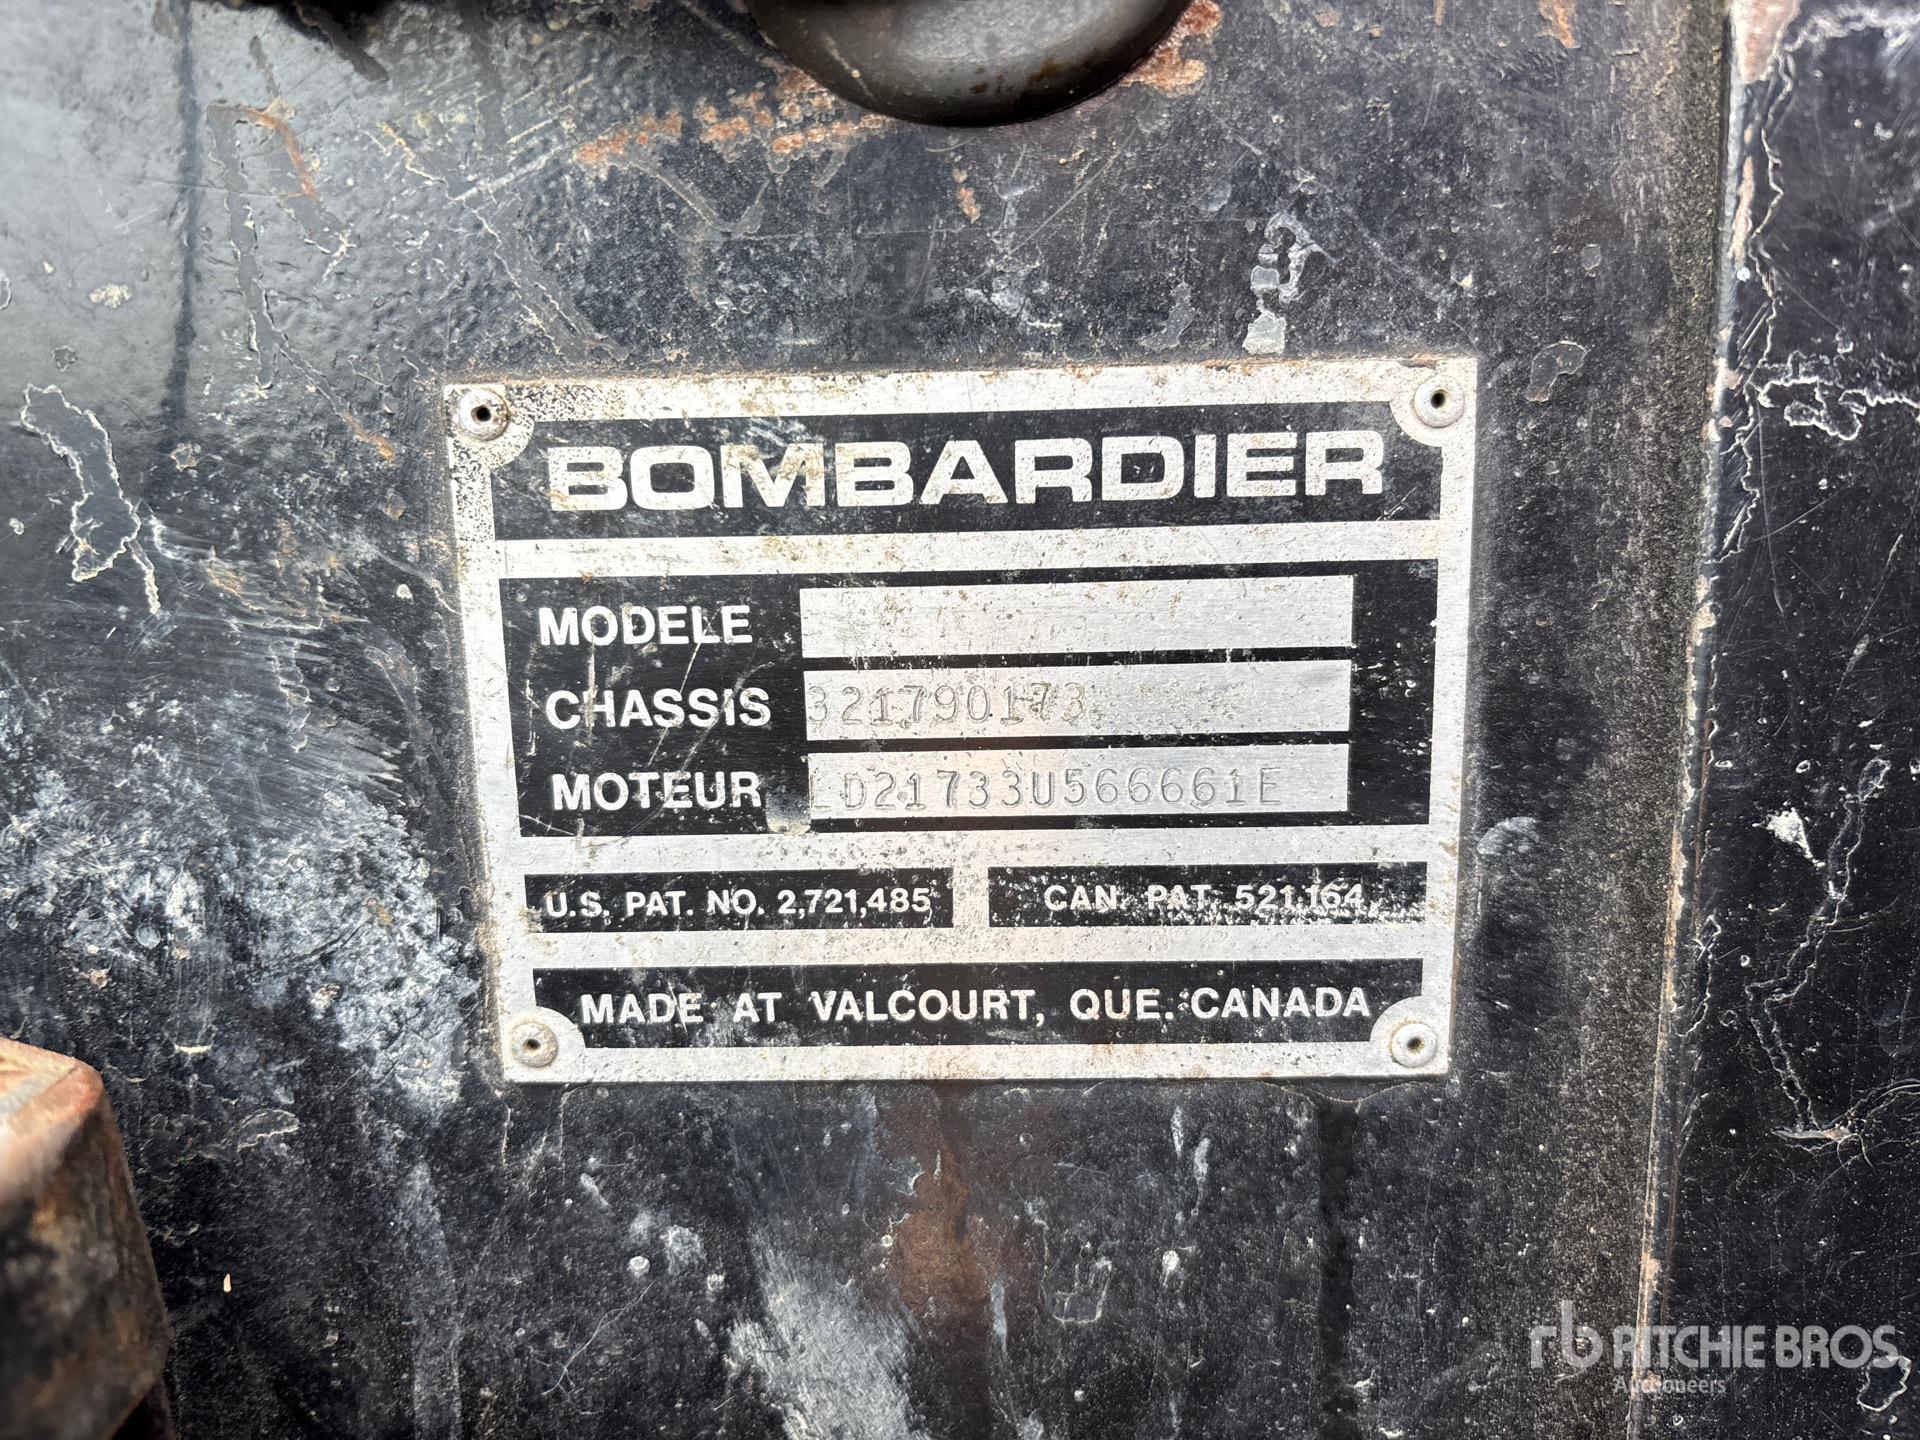 BOMBARDIER
MODELE
CHASSIS 321790173
MOTEUR LD21733U566661E
U.S. PAT. NO. 2,721,485 CAN. PAT. 521,164
MADE AT VALCOURT, QUE. CANADA
rb RITCHIE BROS.
Auctioneers